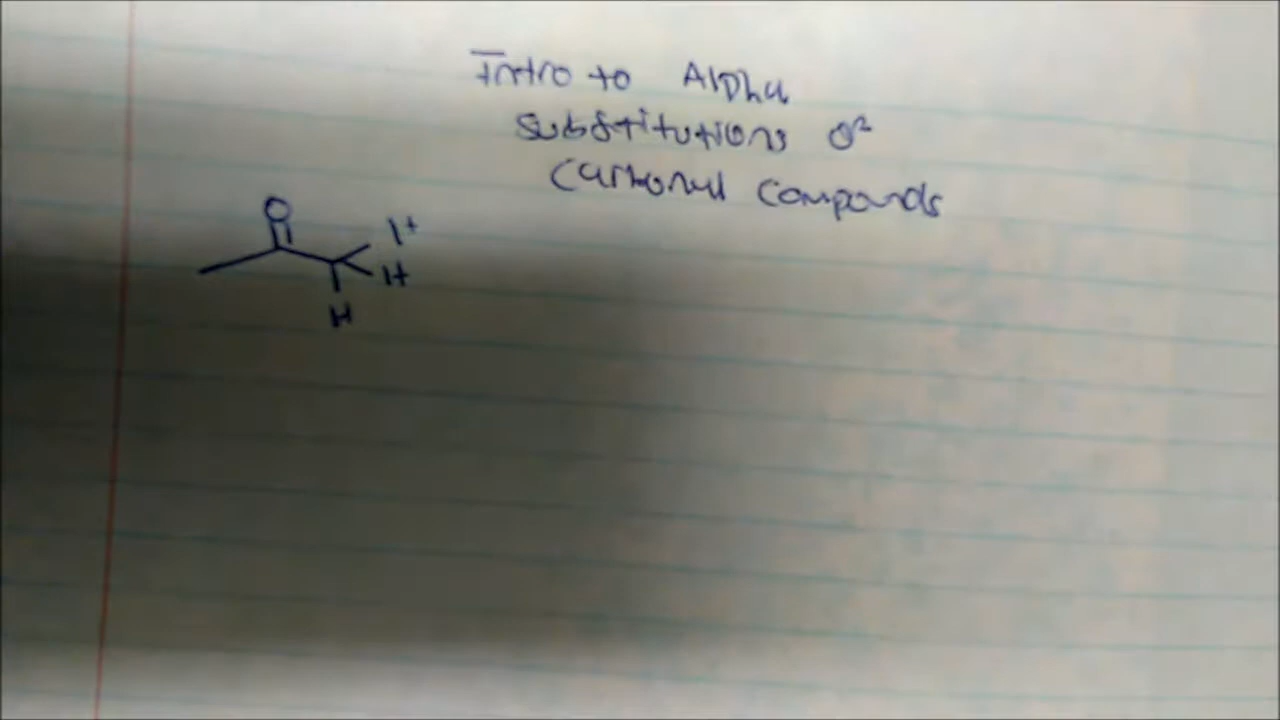 Intro to Alpha
substitutions of
Carbonyl Compounds
O
H
H
H